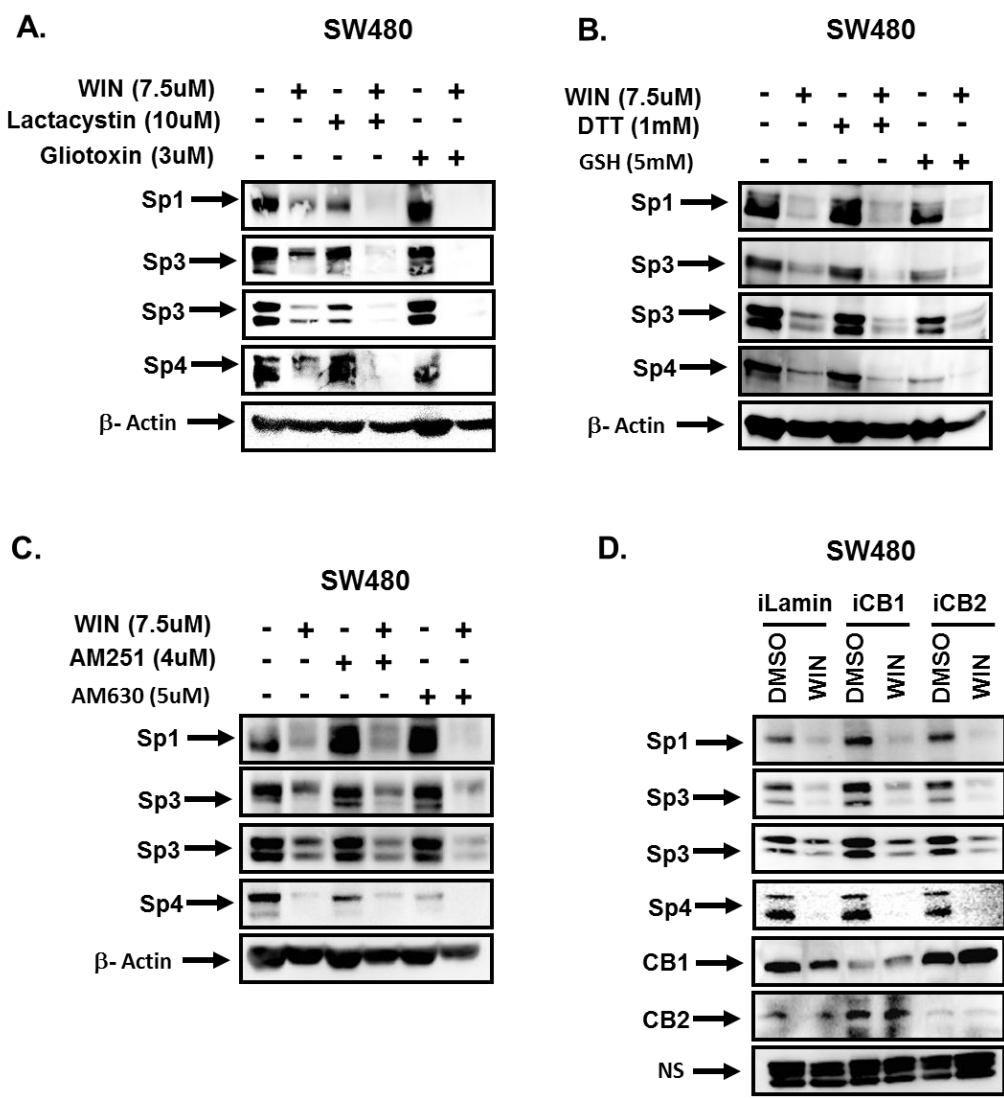 A.
SW480
WIN (7.5uM) - + - + - +
Lactacystin (10uM) - - + + - -
Gliotoxin (3uM) - - - - + +
Sp1
Sp3
Sp3
Sp4
β- Actin
B.
SW480
WIN (7.5uM) - + - + - +
DTT (1mM) - - + + - -
GSH (5mM) - - - - + +
Sp1
Sp3
Sp3
Sp4
β- Actin
C.
SW480
WIN (7.5uM) - + - + - +
AM251 (4uM) - - + + - -
AM630 (5uM) - - - - + +
Sp1
Sp3
Sp3
Sp4
β- Actin
D.
SW480
iLamin iCB1 iCB2
DMSO WIN DMSO WIN DMSO WIN
Sp1
Sp3
Sp3
Sp4
CB1
CB2
NS